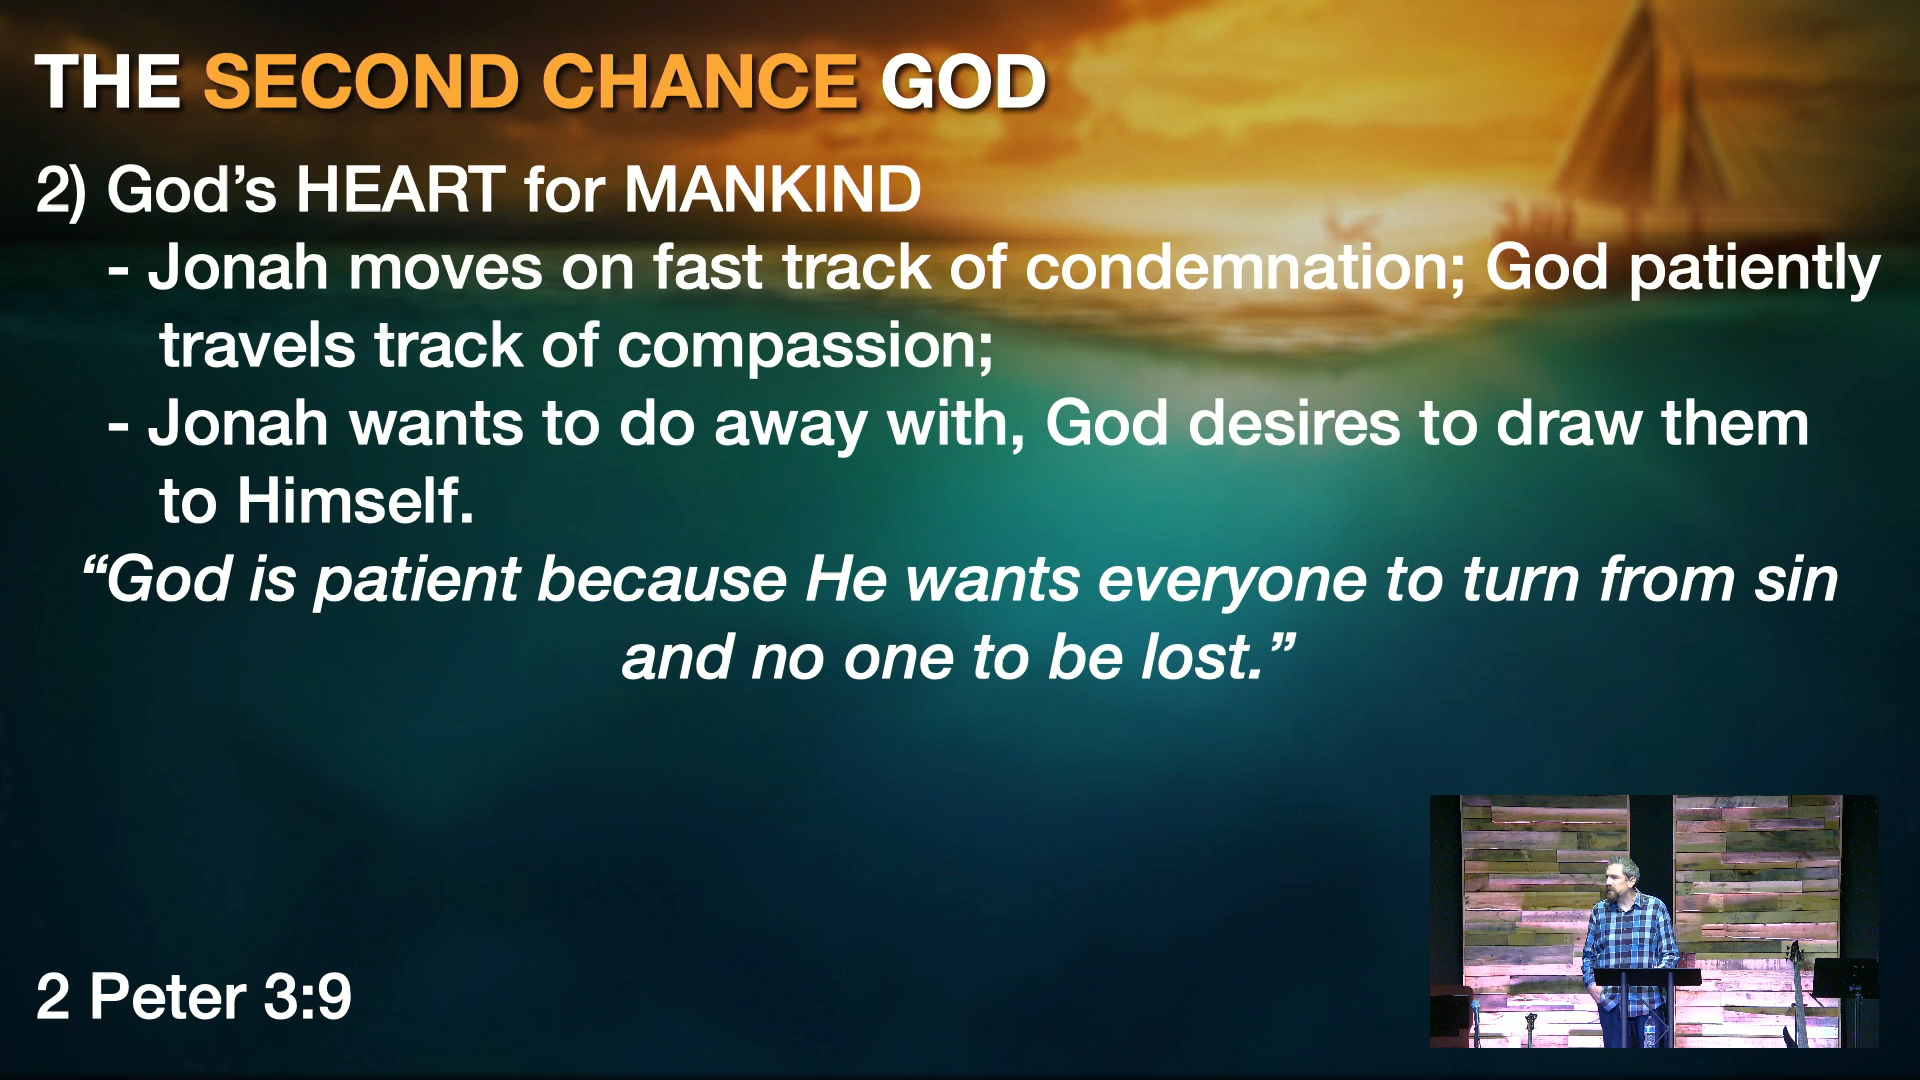 THE SECOND CHANCE GOD
2) God’s HEART for MANKIND
- Jonah moves on fast track of condemnation; God patiently
travels track of compassion;
- Jonah wants to do away with, God desires to draw them
to Himself.
“God is patient because He wants everyone to turn from sin
and no one to be lost.”
2 Peter 3:9